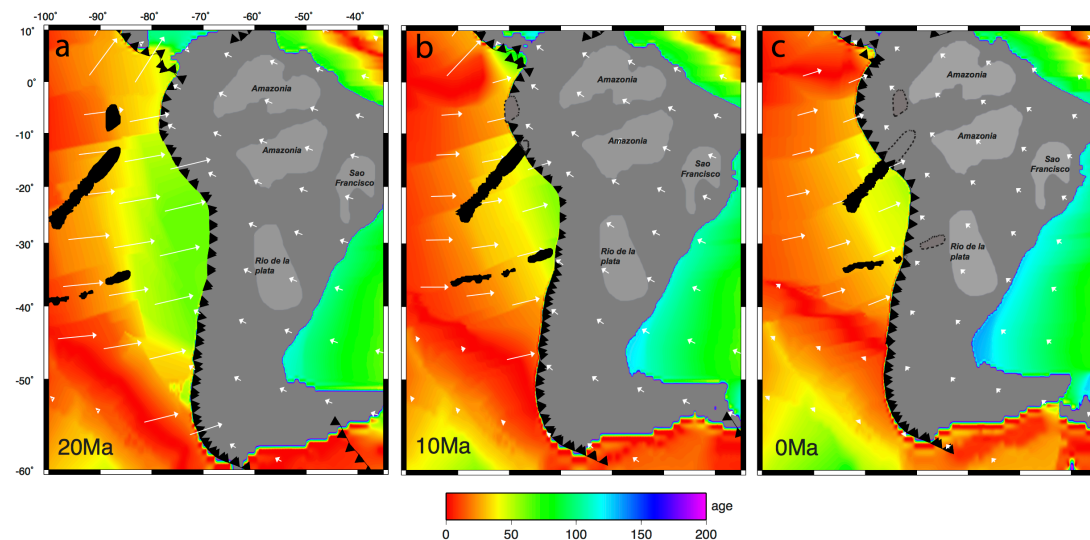 -100° -90° -80° -70° -60° -50° -40°
10°
0°
-10°
-20°
-30°
-40°
-50°
-60°
a
Amazonia
Amazonia
Sao
Francisco
Rio de la
plata
20Ma
b
Amazonia
Amazonia
Sao
Francisco
Rio de la
plata
10Ma
c
Amazonia
Amazonia
Sao
Francisco
Rio de la
plata
0Ma
age
0 50 100 150 200